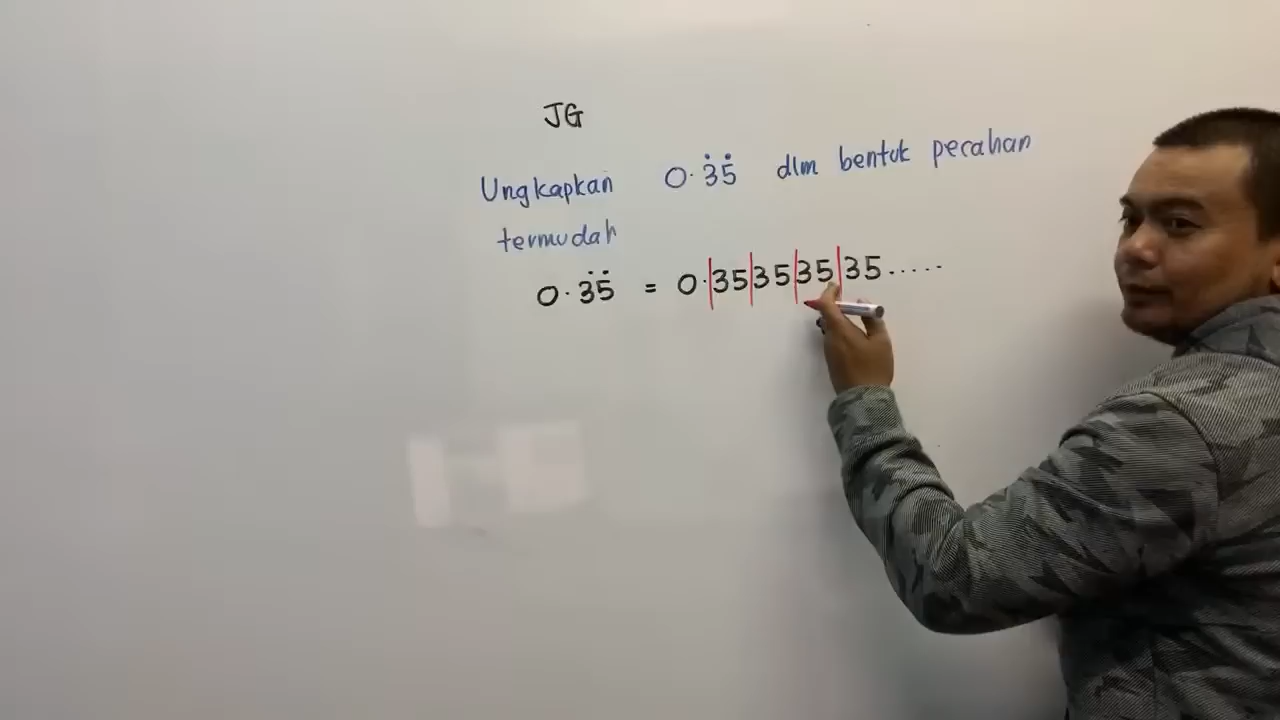 JG
Ungkapkan 0.3̇5̇ dlm bentuk pecahan
termudah
0.3̇5̇ = 0.|35|35|35|35.....